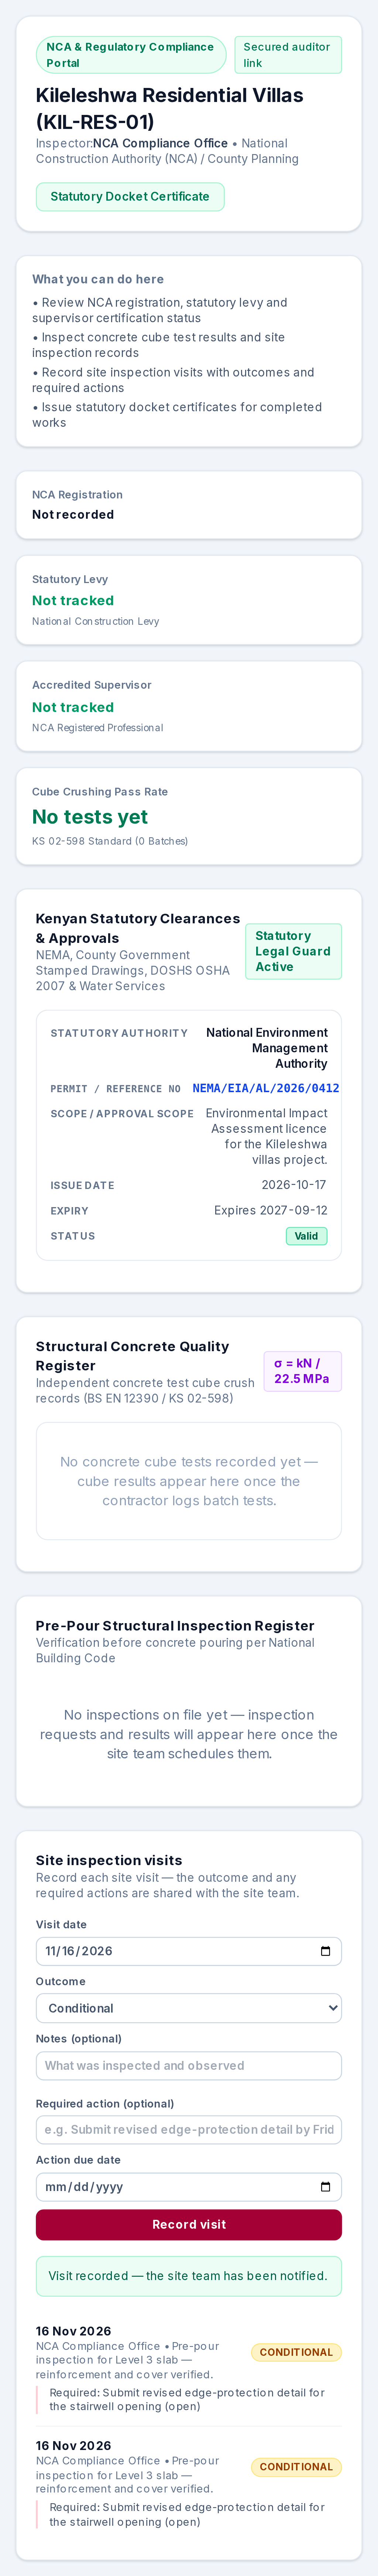 NCA & Regulatory Compliance
Portal
Secured auditor
link
Kileleshwa Residential Villas
(KIL-RES-01)
Inspector:NCA Compliance Office • National
Construction Authority (NCA) / County Planning
Statutory Docket Certificate
What you can do here
• Review NCA registration, statutory levy and
supervisor certification status
• Inspect concrete cube test results and site
inspection records
• Record site inspection visits with outcomes and
required actions
• Issue statutory docket certificates for completed
works
NCA Registration
Not recorded
Statutory Levy
Not tracked
National Construction Levy
Accredited Supervisor
Not tracked
NCA Registered Professional
Cube Crushing Pass Rate
No tests yet
KS 02-598 Standard (0 Batches)
Kenyan Statutory Clearances
& Approvals
NEMA, County Government
Stamped Drawings, DOSHS OSHA
2007 & Water Services
Statutory
Legal Guard
Active
STATUTORY AUTHORITY
National Environment
Management
Authority
PERMIT / REFERENCE NO
NEMA/EIA/AL/2026/0412
SCOPE / APPROVAL SCOPE
Environmental Impact
Assessment licence
for the Kileleshwa
villas project.
ISSUE DATE
2026-10-17
EXPIRY
Expires 2027-09-12
STATUS
Valid
Structural Concrete Quality
Register
Independent concrete test cube crush
records (BS EN 12390 / KS 02-598)
σ = kN /
22.5 MPa
No concrete cube tests recorded yet —
cube results appear here once the
contractor logs batch tests.
Pre-Pour Structural Inspection Register
Verification before concrete pouring per National
Building Code
No inspections on file yet — inspection
requests and results will appear here once the
site team schedules them.
Site inspection visits
Record each site visit — the outcome and any
required actions are shared with the site team.
Visit date
11/16/2026
Outcome
Conditional
Notes (optional)
What was inspected and observed
Required action (optional)
e.g. Submit revised edge-protection detail by Frid
Action due date
mm/dd/yyyy
Record visit
Visit recorded — the site team has been notified.
16 Nov 2026
NCA Compliance Office • Pre-pour
inspection for Level 3 slab —
reinforcement and cover verified.
CONDITIONAL
Required: Submit revised edge-protection detail for
the stairwell opening (open)
16 Nov 2026
NCA Compliance Office • Pre-pour
inspection for Level 3 slab —
reinforcement and cover verified.
CONDITIONAL
Required: Submit revised edge-protection detail for
the stairwell opening (open)